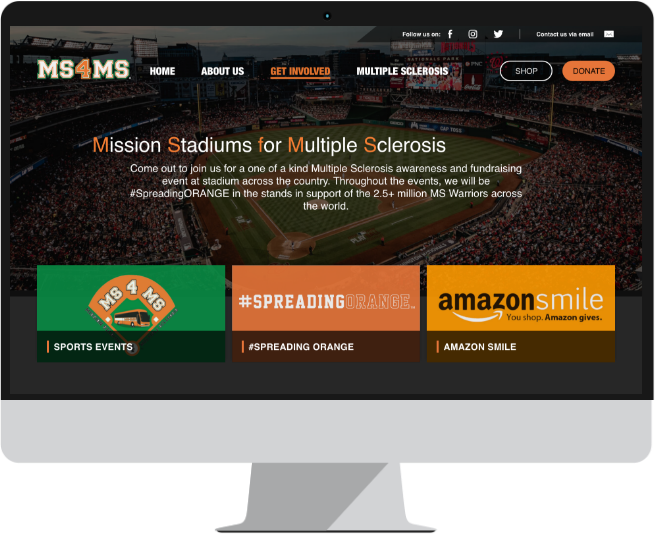 Follow us on:
Contact us via email
MS4MS
HOME
ABOUT US
GET INVOLVED
MULTIPLE SCLEROSIS
SHOP
DONATE
NATIONALS PARK
PNC
Mission Stadiums for Multiple Sclerosis
Come out to join us for a one of a kind Multiple Sclerosis awareness and fundraising
event at stadium across the country. Throughout the events, we will be
#SpreadingORANGE in the stands in support of the 2.5+ million MS Warriors across
the world.
MS 4 MS
SPORTS EVENTS
#SPREADINGORANGE™
#SPREADING ORANGE
amazonsmile
You shop. Amazon gives.
AMAZON SMILE